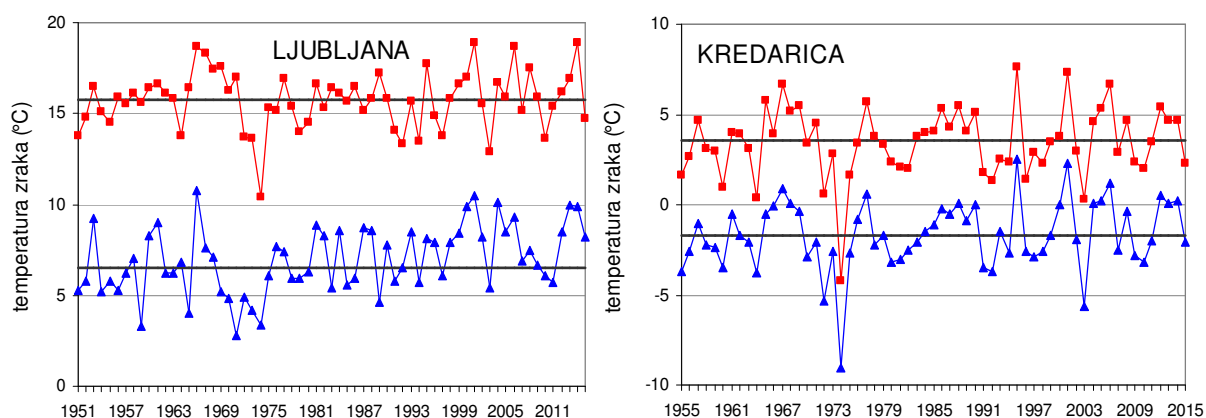 LJUBLJANA
temperatura zraka (°C)
20
15
10
5
0
1951 1957 1963 1969 1975 1981 1987 1993 1999 2005 2011
KREDARICA
temperatura zraka (°C)
10
5
0
-5
-10
1955 1961 1967 1973 1979 1985 1991 1997 2003 2009 2015